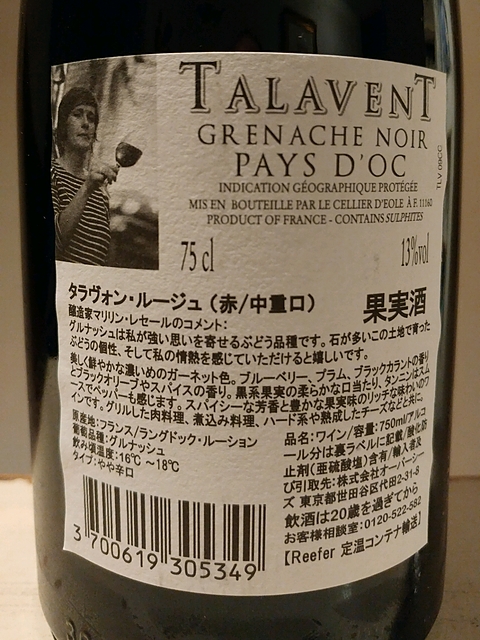 TALAVENT
GRENACHE NOIR
PAYS D'OC
INDICATION GÉOGRAPHIQUE PROTÉGÉE
MIS EN BOUTEILLE PAR LE CELLIER D'EOLE À F. 11160
PRODUCT OF FRANCE - CONTAINS SULPHITES
TLV 09CC
75 cl
13%vol
タラヴォン・ルージュ（赤/中重口）
果実酒
醸造家マリリン・レセールのコメント:
グルナッシュは私が強い思いを寄せるぶどう品種です。石が多いこの土地で育った
ぶどうの個性、そして私の情熱を感じていただけると嬉しいです。
美しく鮮やかな濃いめのガーネット色。ブルーベリー、プラム、ブラックカラントの香り
とブラックオリーブやスパイスの香り。黒系果実の柔らかな口当たり、タンニンはスムー
スでペッパーも感じます。スパイシーな芳香と豊かな果実味のリッチな味わいのワ
インです。グリルした肉料理、煮込み料理、ハード系や熟成したチーズなどと共に。
原産地:フランス/ラングドック・ルーション
葡萄品種:グルナッシュ
飲み頃温度:16℃～18℃
タイプ:やや辛口
品名:ワイン/容量:750ml/アルコ
ール分は裏ラベルに記載/酸化防
止剤(亜硫酸塩)含有/輸入者及
び引取先:株式会社オーバーシー
ズ 東京都世田谷区代田2-31-8
飲酒は20歳を過ぎてから
お客様相談室:0120-522-582
【Reefer 定温コンテナ輸送】
3 700619 305349